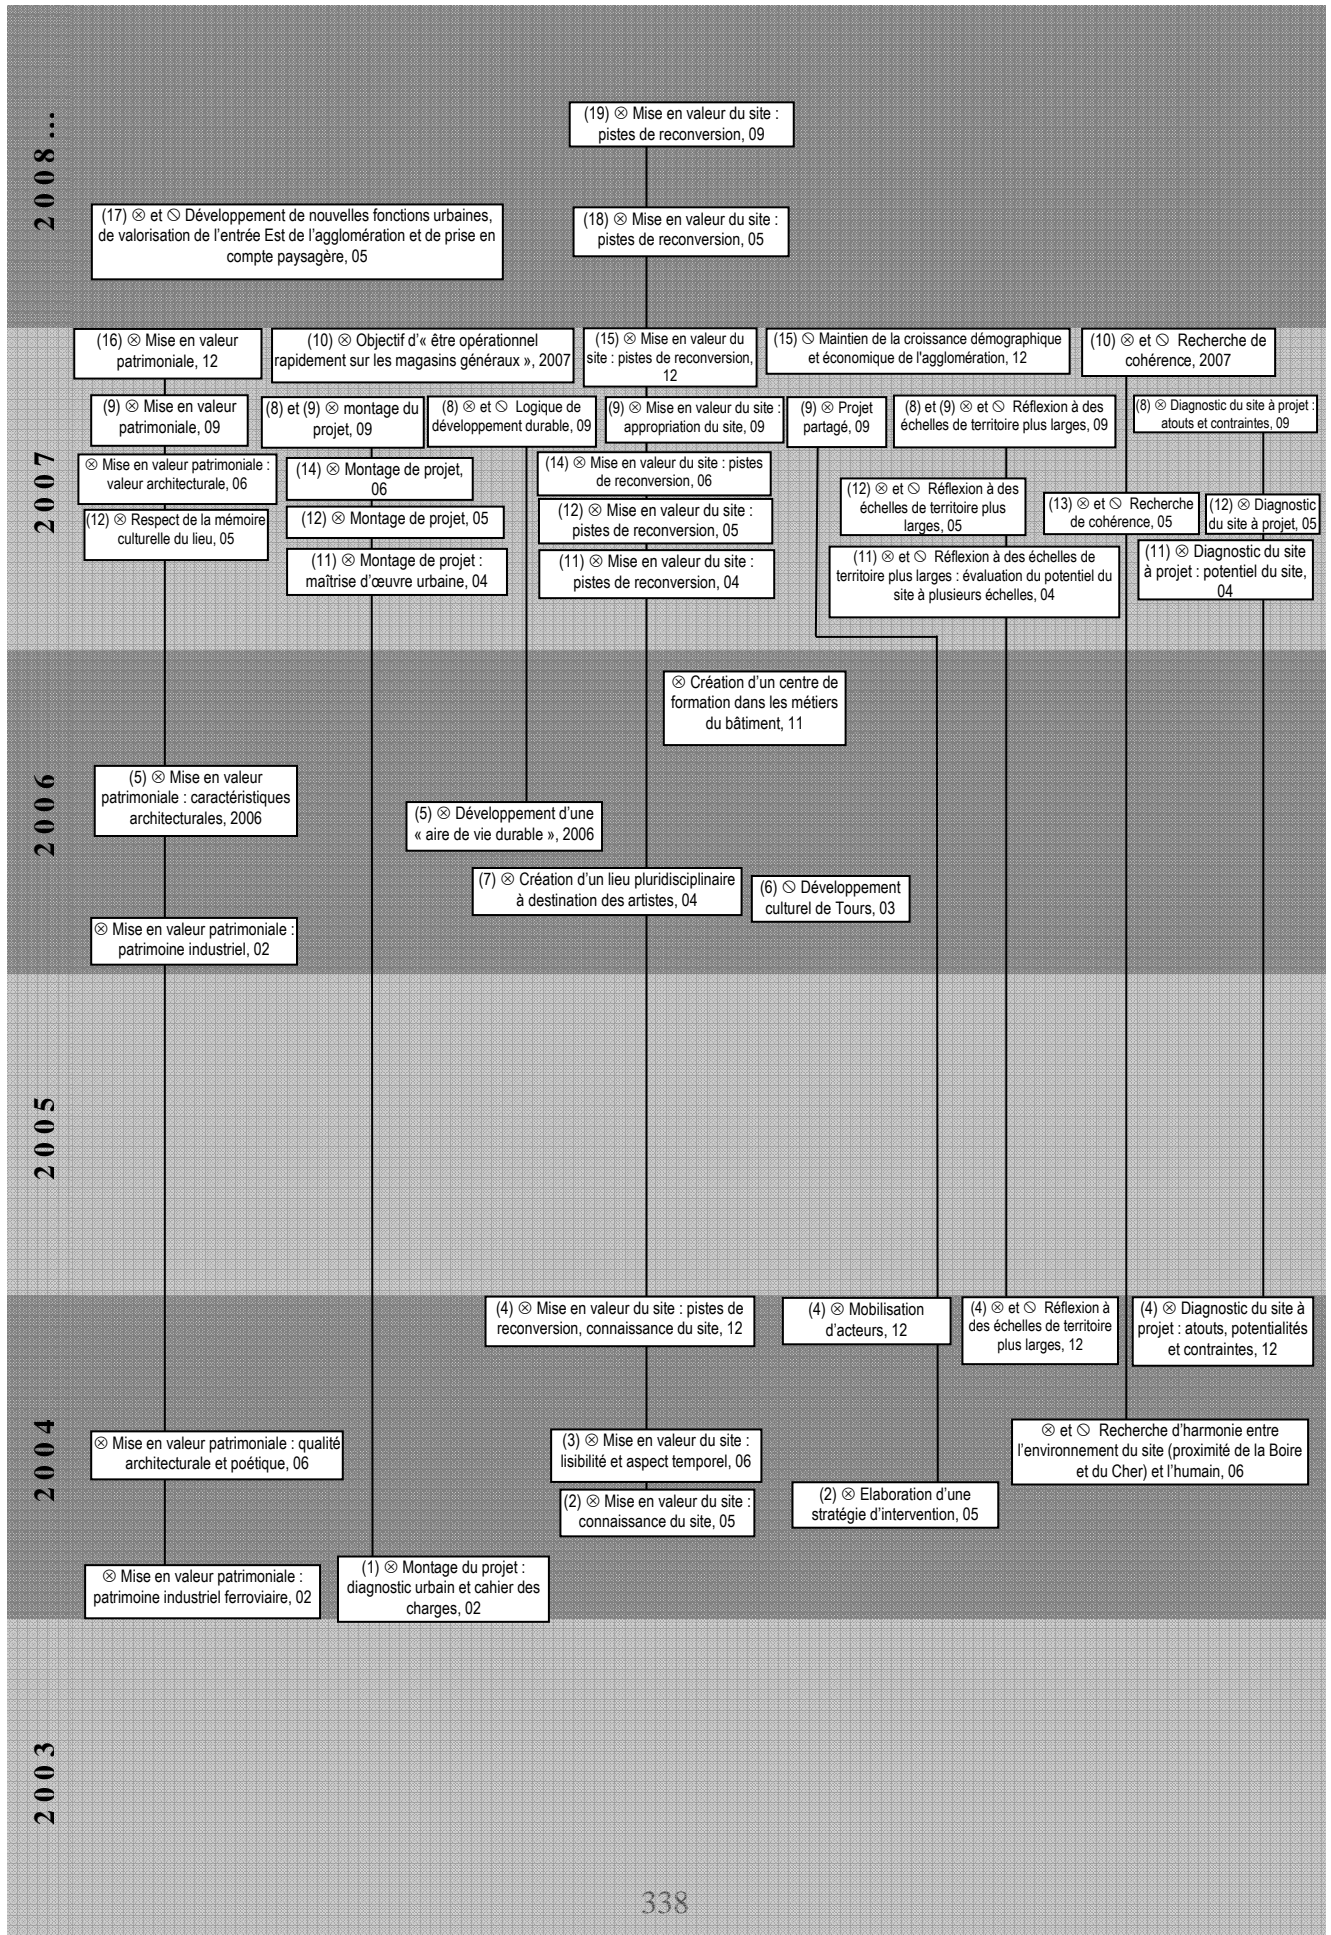 2008 ...
(19) ⊗ Mise en valeur du site :
pistes de reconversion, 09
(17) ⊗ et ⦸ Développement de nouvelles fonctions urbaines,
de valorisation de l'entrée Est de l'agglomération et de prise en
compte paysagère, 05
(18) ⊗ Mise en valeur du site :
pistes de reconversion, 05
2007
(16) ⊗ Mise en valeur
patrimoniale, 12
(10) ⊗ Objectif d'« être opérationnel
rapidement sur les magasins généraux », 2007
(15) ⊗ Mise en valeur du
site : pistes de reconversion,
12
(15) ⦸ Maintien de la croissance démographique
et économique de l'agglomération, 12
(10) ⊗ et ⦸ Recherche de
cohérence, 2007
(9) ⊗ Mise en valeur
patrimoniale, 09
(8) et (9) ⊗ montage du
projet, 09
(8) ⊗ et ⦸ Logique de
développement durable, 09
(9) ⊗ Mise en valeur du site :
appropriation du site, 09
(9) ⊗ Projet
partagé, 09
(8) et (9) ⊗ et ⦸ Réflexion à des
échelles de territoire plus larges, 09
(8) ⊗ Diagnostic du site à projet :
atouts et contraintes, 09
⊗ Mise en valeur patrimoniale :
valeur architecturale, 06
(14) ⊗ Montage de projet,
06
(14) ⊗ Mise en valeur du site : pistes
de reconversion, 06
(12) ⊗ Respect de la mémoire
culturelle du lieu, 05
(12) ⊗ Montage de projet, 05
(12) ⊗ Mise en valeur du site :
pistes de reconversion, 05
(12) ⊗ et ⦸ Réflexion à des
échelles de territoire plus
larges, 05
(13) ⊗ et ⦸ Recherche
de cohérence, 05
(12) ⊗ Diagnostic
du site à projet, 05
(11) ⊗ Montage de projet :
maîtrise d'œuvre urbaine, 04
(11) ⊗ Mise en valeur du site :
pistes de reconversion, 04
(11) ⊗ et ⦸ Réflexion à des échelles de
territoire plus larges : évaluation du potentiel du
site à plusieurs échelles, 04
(11) ⊗ Diagnostic du site
à projet : potentiel du site,
04
2006
⊗ Création d'un centre de
formation dans les métiers
du bâtiment, 11
(5) ⊗ Mise en valeur
patrimoniale : caractéristiques
architecturales, 2006
(5) ⊗ Développement d'une
« aire de vie durable », 2006
(7) ⊗ Création d'un lieu pluridisciplinaire
à destination des artistes, 04
(6) ⦸ Développement
culturel de Tours, 03
⊗ Mise en valeur patrimoniale :
patrimoine industriel, 02
2005
2004
(4) ⊗ Mise en valeur du site : pistes de
reconversion, connaissance du site, 12
(4) ⊗ Mobilisation
d'acteurs, 12
(4) ⊗ et ⦸ Réflexion à
des échelles de territoire
plus larges, 12
(4) ⊗ Diagnostic du site à
projet : atouts, potentialités
et contraintes, 12
⊗ Mise en valeur patrimoniale : qualité
architecturale et poétique, 06
(3) ⊗ Mise en valeur du site :
lisibilité et aspect temporel, 06
⊗ et ⦸ Recherche d'harmonie entre
l'environnement du site (proximité de la Boire
et du Cher) et l'humain, 06
(2) ⊗ Mise en valeur du site :
connaissance du site, 05
(2) ⊗ Elaboration d'une
stratégie d'intervention, 05
⊗ Mise en valeur patrimoniale :
patrimoine industriel ferroviaire, 02
(1) ⊗ Montage du projet :
diagnostic urbain et cahier des
charges, 02
2003
338